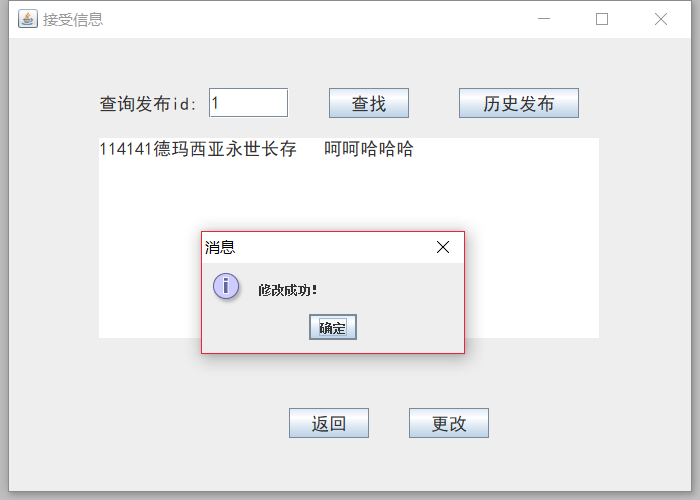 接受信息
查询发布id: 1 查找 历史发布
114141德玛西亚永世长存 呵呵哈哈哈
消息
修改成功!
确定
返回 更改